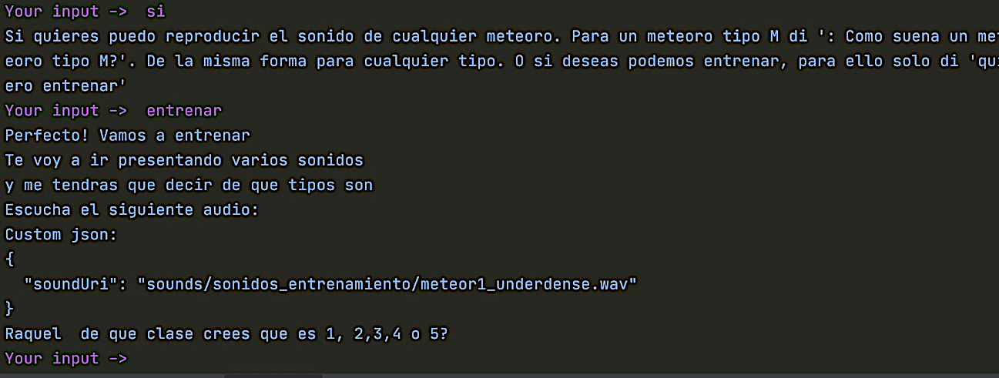 Your input -> si
Si quieres puedo reproducir el sonido de cualquier meteoro. Para un meteoro tipo M di ': Como suena un met
eoro tipo M?'. De la misma forma para cualquier tipo. O si deseas podemos entrenar, para ello solo di 'qui
ero entrenar'
Your input -> entrenar
Perfecto! Vamos a entrenar
Te voy a ir presentando varios sonidos
y me tendras que decir de que tipos son
Escucha el siguiente audio:
Custom json:
{
  "soundUri": "sounds/sonidos_entrenamiento/meteor1_underdense.wav"
}
Raquel  de que clase crees que es 1, 2,3,4 o 5?
Your input ->